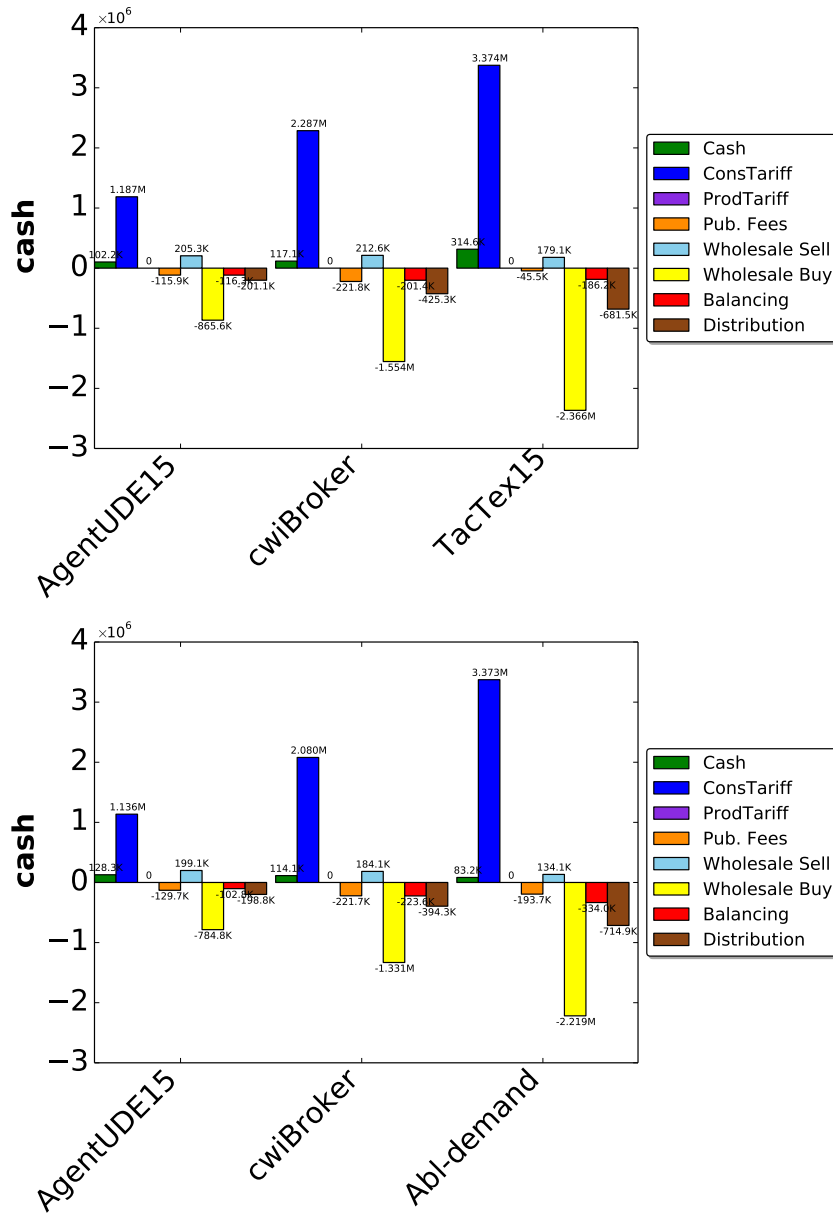 ×10⁶
4
3
2
1
0
−1
−2
−3
cash
102.2K
1.187M
0
-115.9K
205.3K
-865.6K
-116.3K
-201.1K
117.1K
2.287M
0
-221.8K
212.6K
-1.554M
-201.4K
-425.3K
314.6K
3.374M
0
-45.5K
179.1K
-2.366M
-186.2K
-681.5K
AgentUDE15
cwiBroker
TacTex15
Cash
ConsTariff
ProdTariff
Pub. Fees
Wholesale Sell
Wholesale Buy
Balancing
Distribution
×10⁶
4
3
2
1
0
−1
−2
−3
cash
128.3K
1.136M
0
-129.7K
199.1K
-784.8K
-102.8K
-198.8K
114.1K
2.080M
0
-221.7K
184.1K
-1.331M
-223.6K
-394.3K
83.2K
3.373M
0
-193.7K
134.1K
-2.219M
-334.0K
-714.9K
AgentUDE15
cwiBroker
Abl-demand
Cash
ConsTariff
ProdTariff
Pub. Fees
Wholesale Sell
Wholesale Buy
Balancing
Distribution